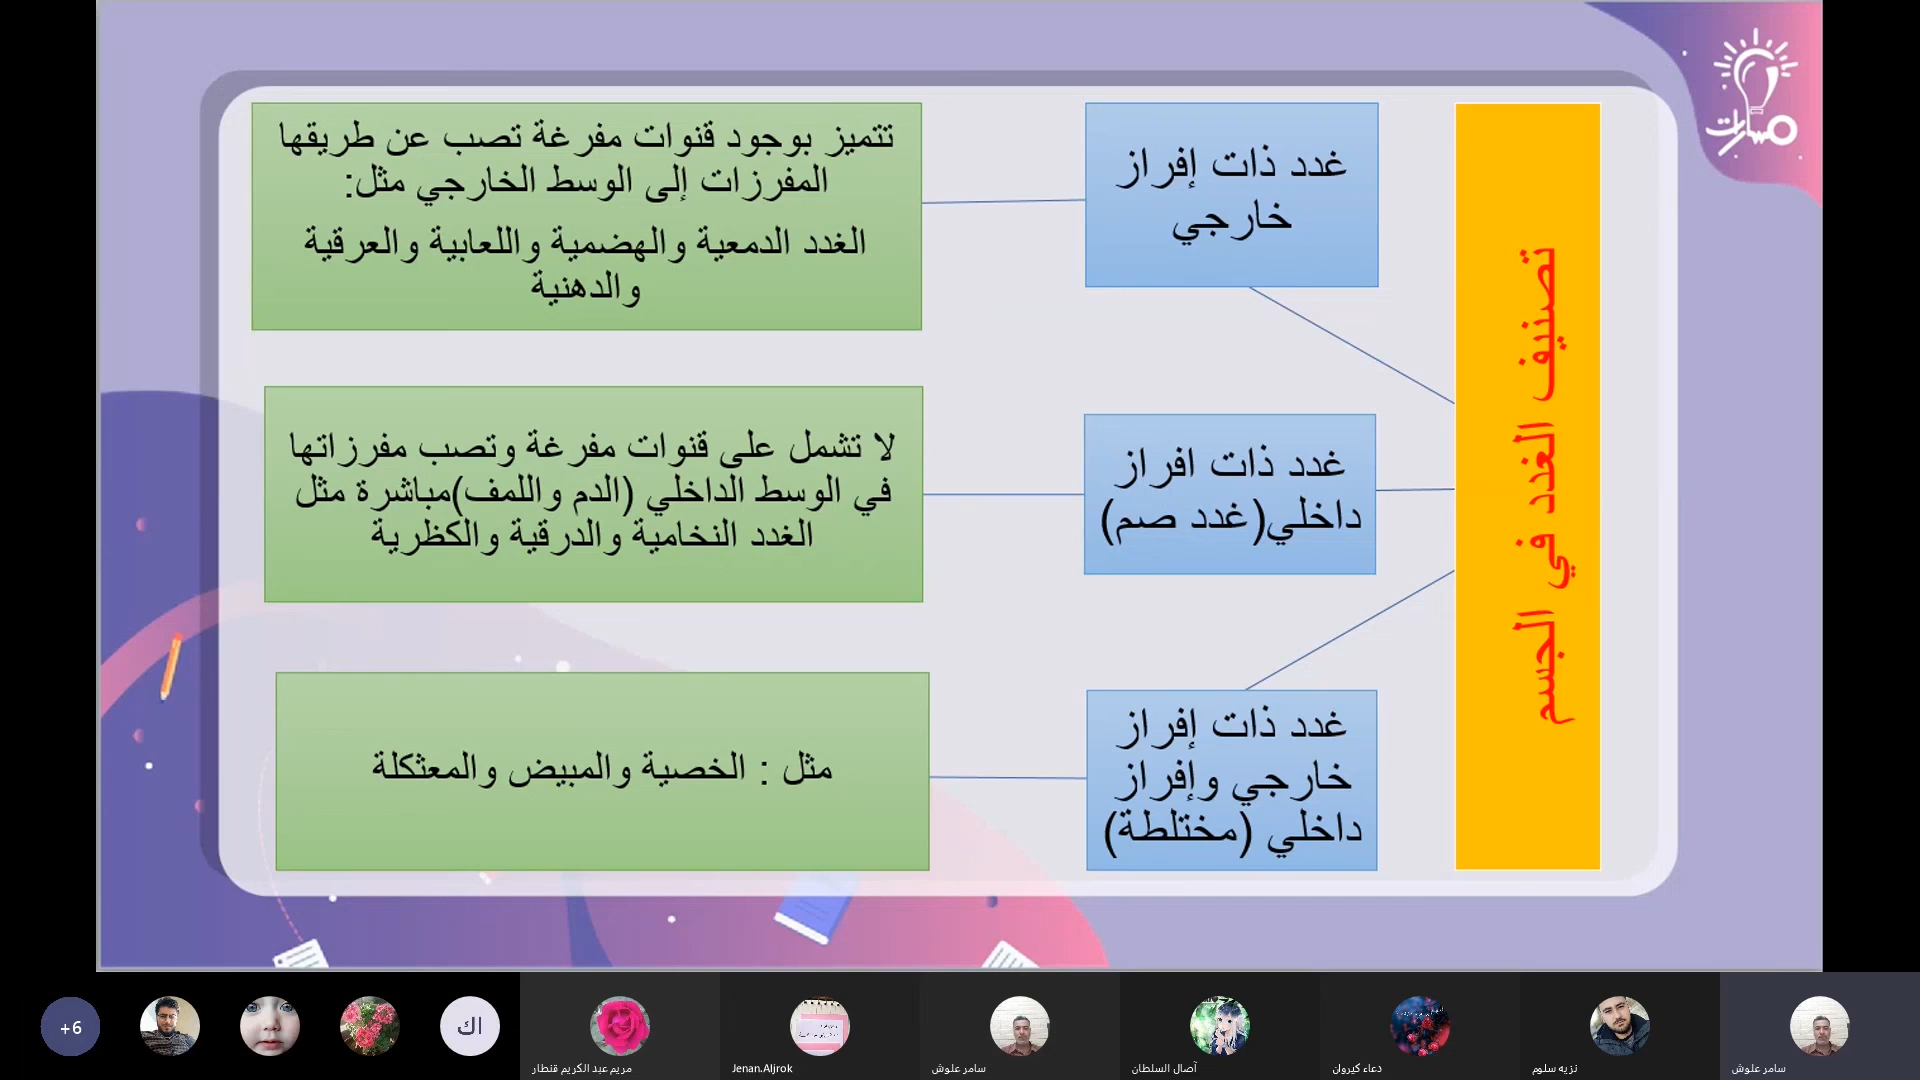 مسارات
تصنيف الغدد في الجسم
غدد ذات إفراز
خارجي
تتميز بوجود قنوات مفرغة تصب عن طريقها
المفرزات إلى الوسط الخارجي مثل:
الغدد الدمعية والهضمية واللعابية والعرقية
والدهنية
غدد ذات افراز
داخلي(غدد صم)
لا تشمل على قنوات مفرغة وتصب مفرزاتها
في الوسط الداخلي (الدم واللمف)مباشرة مثل
الغدد النخامية والدرقية والكظرية
غدد ذات إفراز
خارجي وإفراز
داخلي (مختلطة)
مثل : الخصية والمبيض والمعثكلة
+6
اك
مريم عبد الكريم قنطار
Jenan.Aljrok
سامر علوش
آصال السلطان
دعاء كيروان
نزيه سلوم
سامر علوش